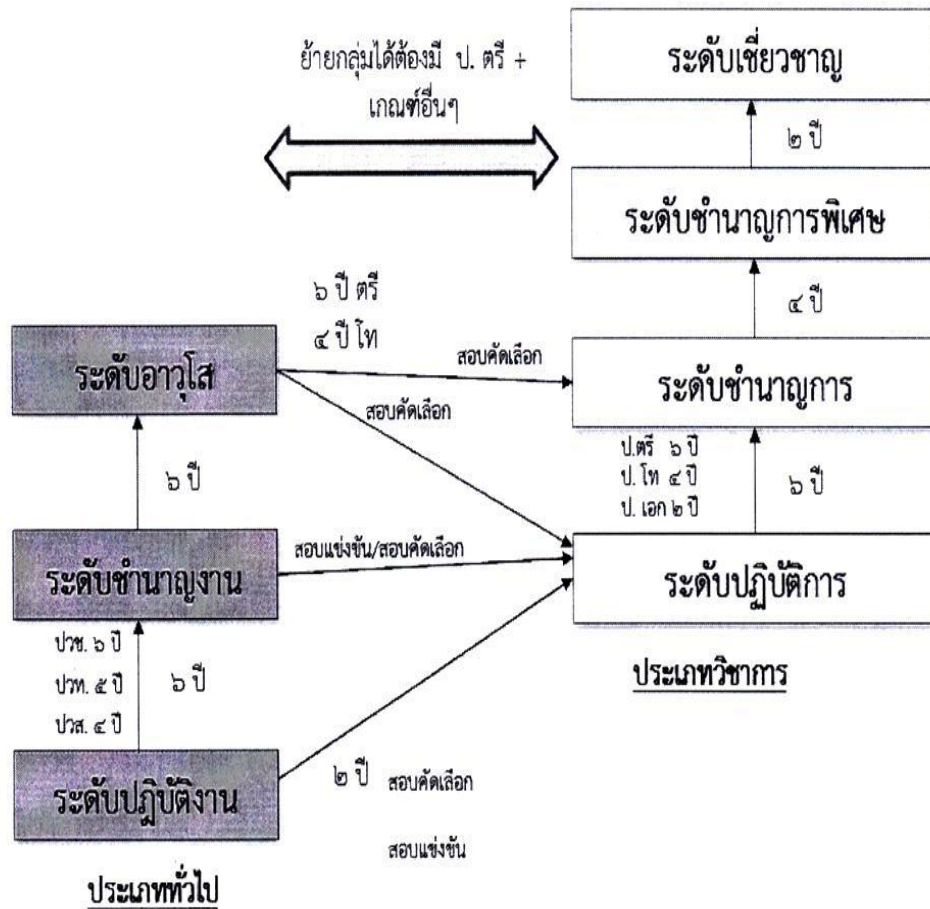 ย้ายกลุ่มได้ต้องมี ป. ตรี +
เกณฑ์อื่นๆ
ระดับเชี่ยวชาญ
๒ ปี
ระดับชำนาญการพิเศษ
๔ ปี
๖ ปี ตรี
๔ ปี โท
ระดับอาวุโส
สอบคัดเลือก
สอบคัดเลือก
ระดับชำนาญการ
ป.ตรี ๖ ปี
ป. โท ๔ ปี
ป. เอก ๒ ปี
๖ ปี
๖ ปี
ระดับชำนาญงาน
สอบแข่งขัน/สอบคัดเลือก
ระดับปฏิบัติการ
ประเภทวิชาการ
ปวช. ๖ ปี
ปวท. ๕ ปี
ปวส. ๔ ปี
๖ ปี
ระดับปฏิบัติงาน
๒ ปี สอบคัดเลือก
สอบแข่งขัน
ประเภททั่วไป